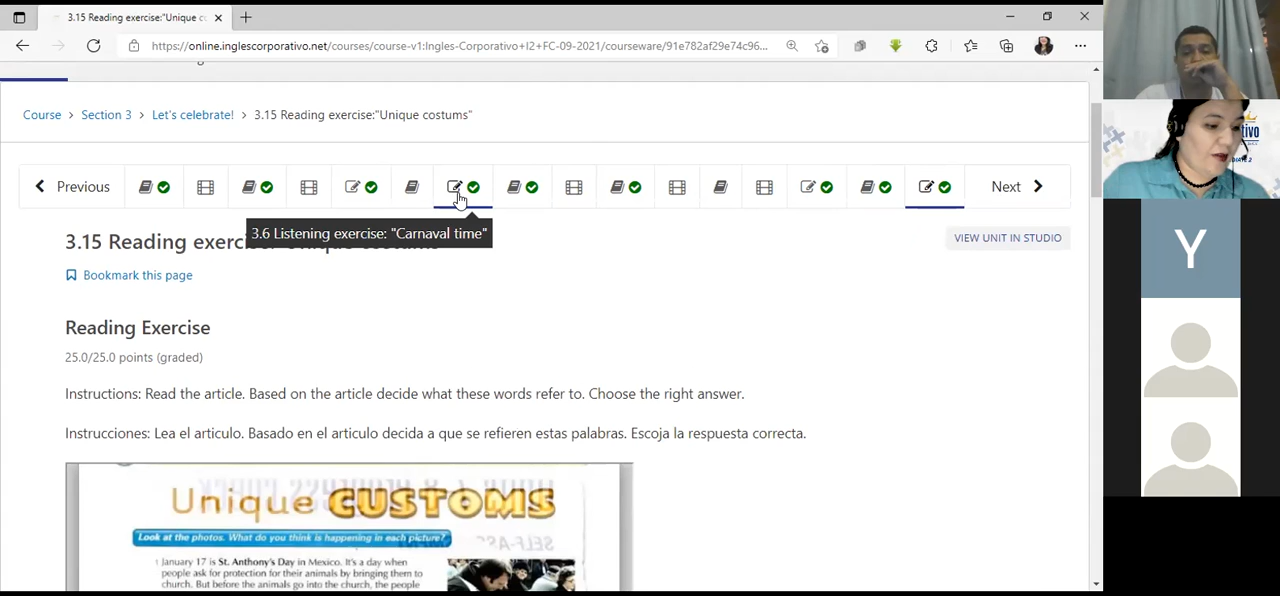 3.15 Reading exercise:"Unique co
https://online.inglescorporativo.net/courses/course-v1:Ingles-Corporativo+I2+FC-09-2021/courseware/91e782af29e74c96...
Course > Section 3 > Let's celebrate! > 3.15 Reading exercise:"Unique costums"
Previous
Next
3.6 Listening exercise: "Carnaval time"
3.15 Reading exerc
VIEW UNIT IN STUDIO
Bookmark this page
Reading Exercise
25.0/25.0 points (graded)
Instructions: Read the article. Based on the article decide what these words refer to. Choose the right answer.
Instrucciones: Lea el articulo. Basado en el articulo decida a que se refieren estas palabras. Escoja la respuesta correcta.
Unique CUSTOMS
Look at the photos. What do you think is happening in each picture?
1 January 17 is St. Anthony's Day in Mexico. It's a day when
people ask for protection for their animals by bringing them to
church. But before the animals go into the church, the people
Y